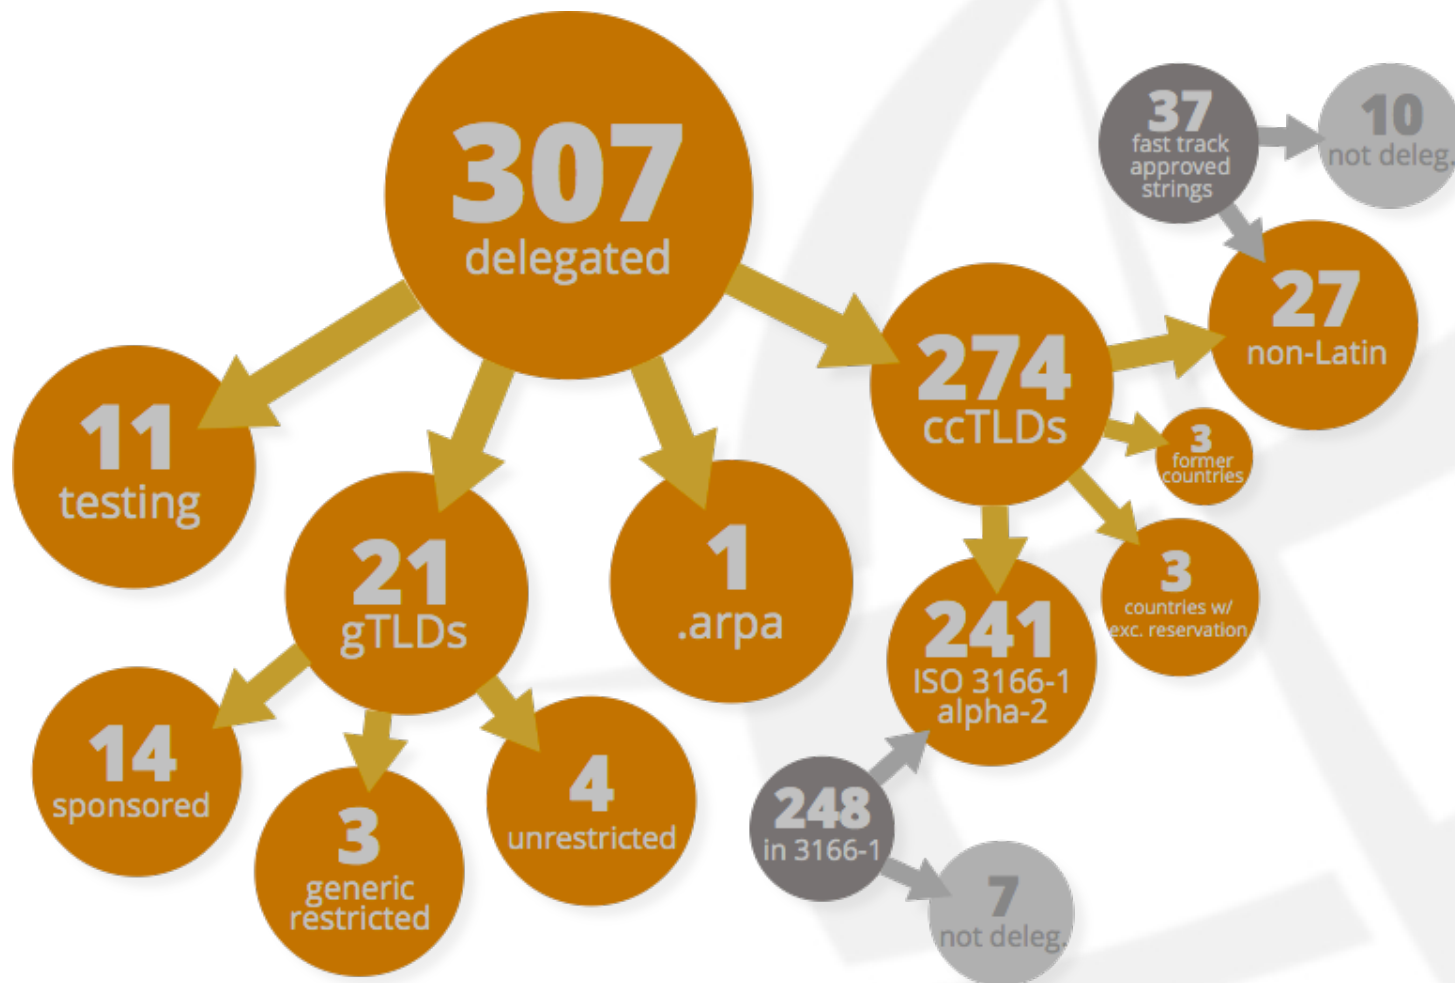 307
delegated
37
fast track
approved
strings
10
not deleg.
27
non-Latin
274
ccTLDs
11
testing
3
former
countries
21
gTLDs
1
.arpa
3
countries w/
exc. reservation
241
ISO 3166-1
alpha-2
14
sponsored
3
generic
restricted
4
unrestricted
248
in 3166-1
7
not deleg.